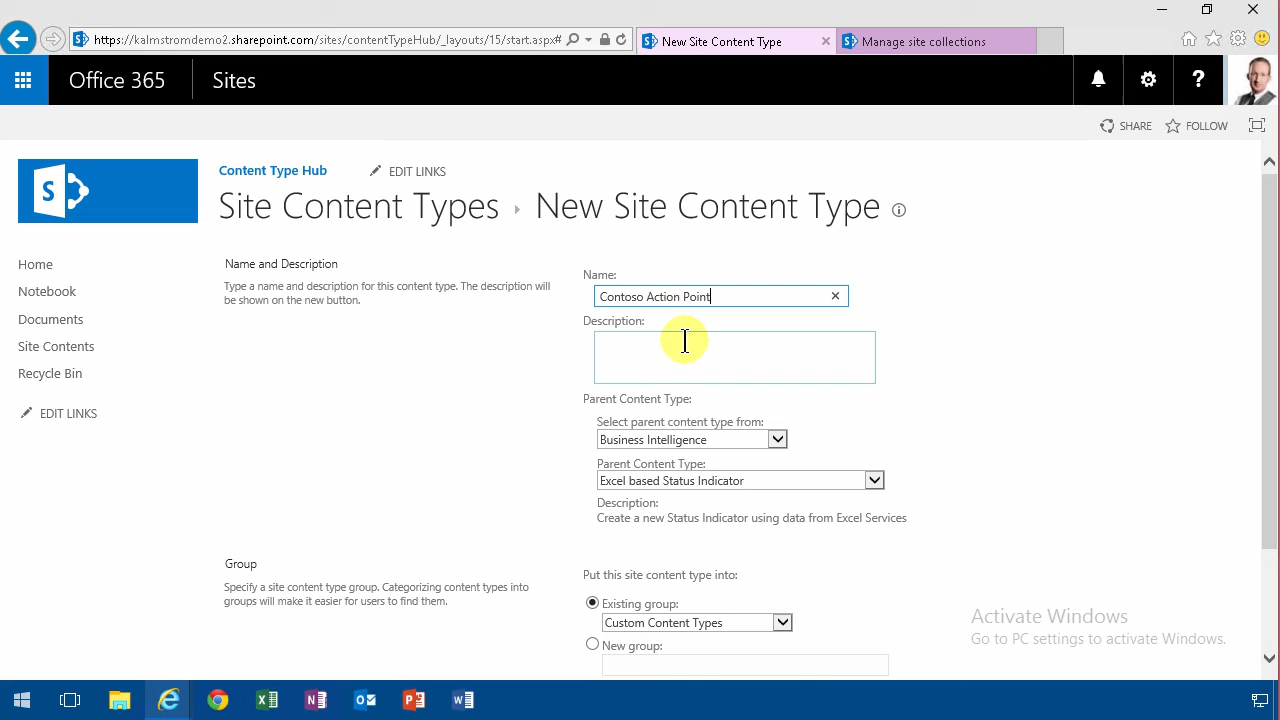 https://kalmstromdemo2.sharepoint.com/sites/contentTypeHub/_layouts/15/start.aspx#
New Site Content Type
Manage site collections
Office 365
Sites
?
SHARE
FOLLOW
S
Content Type Hub
EDIT LINKS
Site Content Types
New Site Content Type
Home
Notebook
Documents
Site Contents
Recycle Bin
EDIT LINKS
Name and Description
Type a name and description for this content type. The description will
be shown on the new button.
Name:
Contoso Action Point
Description:
Parent Content Type:
Select parent content type from:
Business Intelligence
Parent Content Type:
Excel based Status Indicator
Description:
Create a new Status Indicator using data from Excel Services
Group
Specify a site content type group. Categorizing content types into
groups will make it easier for users to find them.
Put this site content type into:
Existing group:
Custom Content Types
New group:
Activate Windows
Go to PC settings to activate Windows.